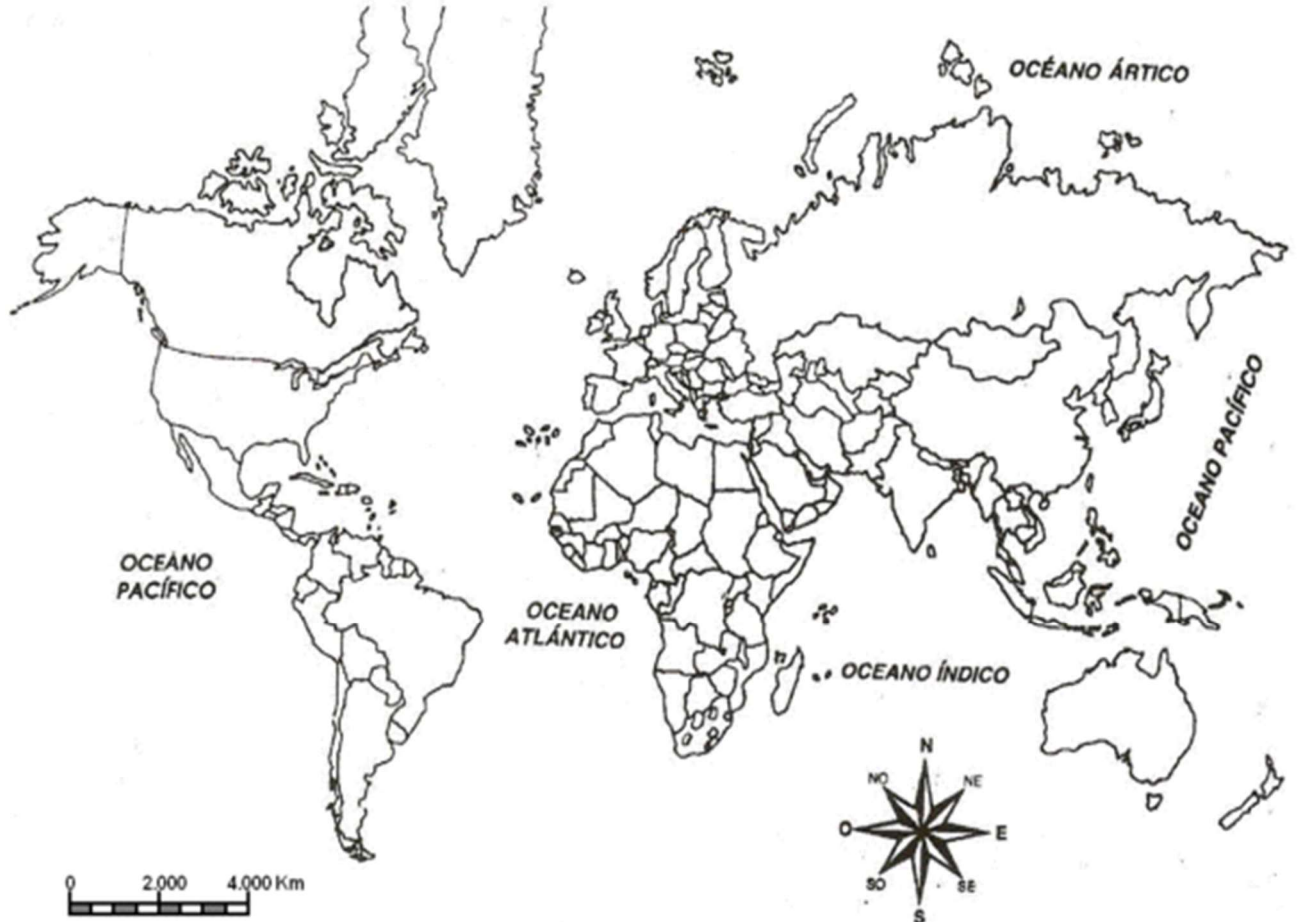 OCÉANO ÁRTICO
OCEANO PACÍFICO
OCEANO
PACÍFICO
OCEANO
ATLÁNTICO
OCEANO ÍNDICO
N
NO
NE
O
E
SO
SE
S
0 2.000 4.000 Km